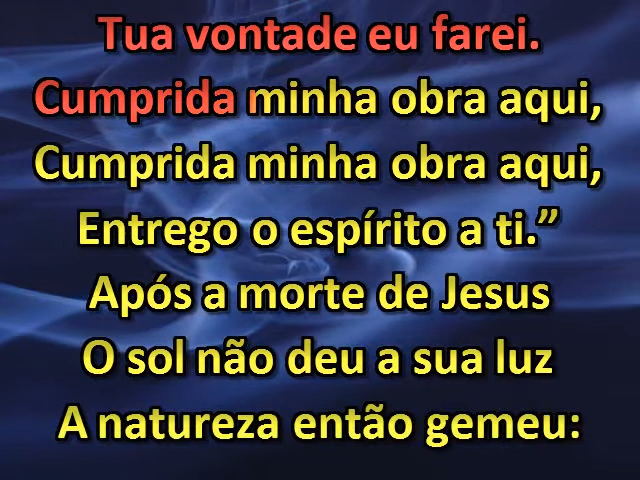 Tua vontade eu farei.
Cumprida minha obra aqui,
Cumprida minha obra aqui,
Entrego o espírito a ti.”
Após a morte de Jesus
O sol não deu a sua luz
A natureza então gemeu: